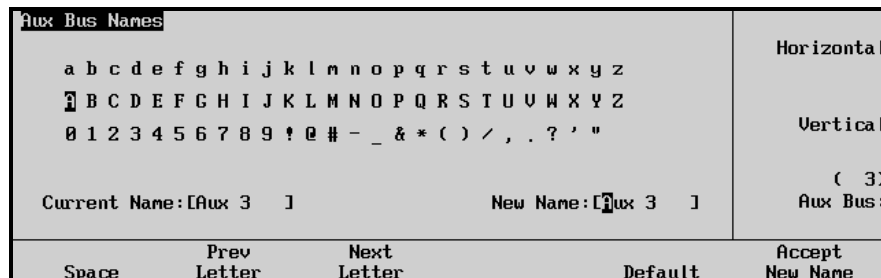 Aux Bus Names
Horizontal
a b c d e f g h i j k l m n o p q r s t u v w x y z
A B C D E F G H I J K L M N O P Q R S T U V W X Y Z
0 1 2 3 4 5 6 7 8 9 ! @ # - _ & * ( ) / , . ? ' "
Vertical
( 3)
Current Name:[Aux 3 ] New Name:[Aux 3 ] Aux Bus:
Prev Next Accept
Space Letter Letter Default New Name